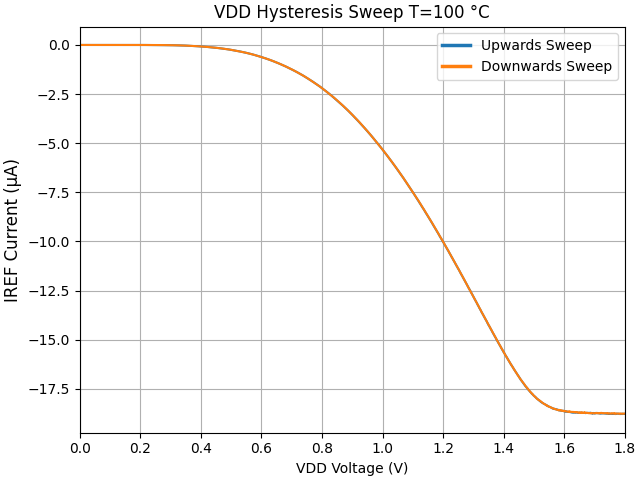 VDD Hysteresis Sweep T=100 °C
Upwards Sweep
Downwards Sweep
IREF Current (μA)
0.0
−2.5
−5.0
−7.5
−10.0
−12.5
−15.0
−17.5
0.0 0.2 0.4 0.6 0.8 1.0 1.2 1.4 1.6 1.8
VDD Voltage (V)